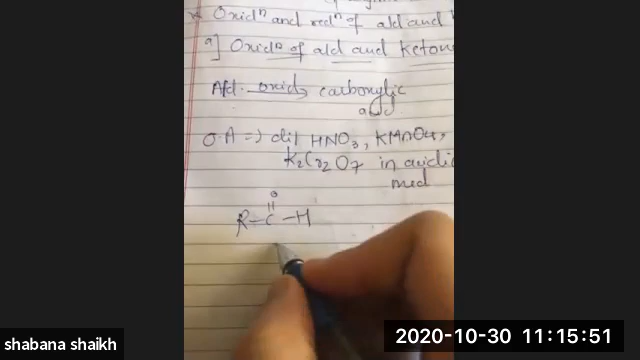 Oxidⁿ and redⁿ of ald and
a] Oxidⁿ of ald and ketone
Ald. oxidⁿ→ carboxylic
acid.
O.A => dil HNO3, KMnO4,
K2Cr2O7 in acidic
med
O
||
R-C-H
shabana shaikh
2020-10-30 11:15:51